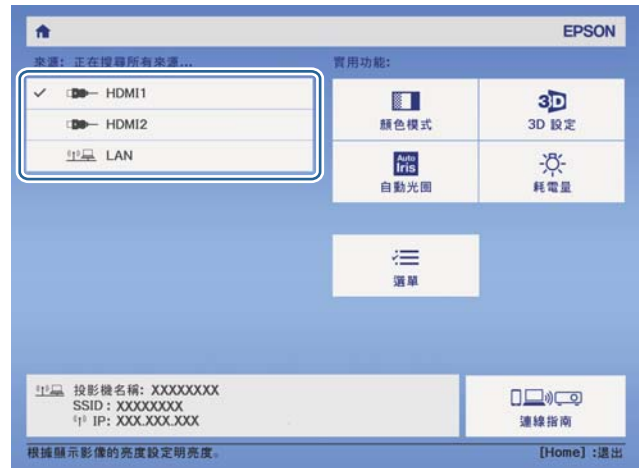 EPSON
來源: 正在搜尋所有來源...
HDMI1
HDMI2
LAN
實用功能:
顏色模式
3D
3D 設定
Auto
Iris
自動光圈
耗電量
選單
投影機名稱: XXXXXXXX
SSID : XXXXXXXX
IP: XXX.XXX.XXX
連線指南
根據顯示影像的亮度設定明亮度。
[Home] :退出